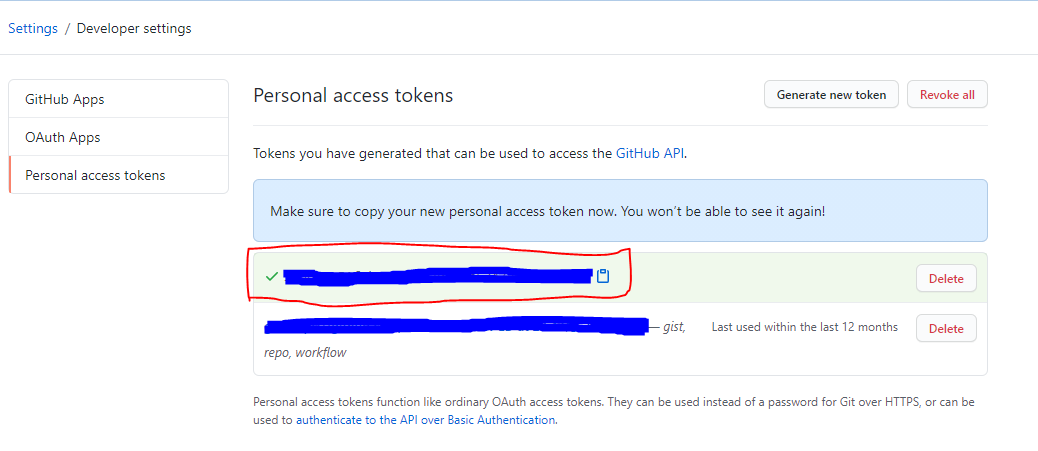 Settings / Developer settings
GitHub Apps
OAuth Apps
Personal access tokens
Personal access tokens
Generate new token
Revoke all
Tokens you have generated that can be used to access the GitHub API.
Make sure to copy your new personal access token now. You won't be able to see it again!
Delete
— gist,
repo, workflow
Last used within the last 12 months
Delete
Personal access tokens function like ordinary OAuth access tokens. They can be used instead of a password for Git over HTTPS, or can be
used to authenticate to the API over Basic Authentication.